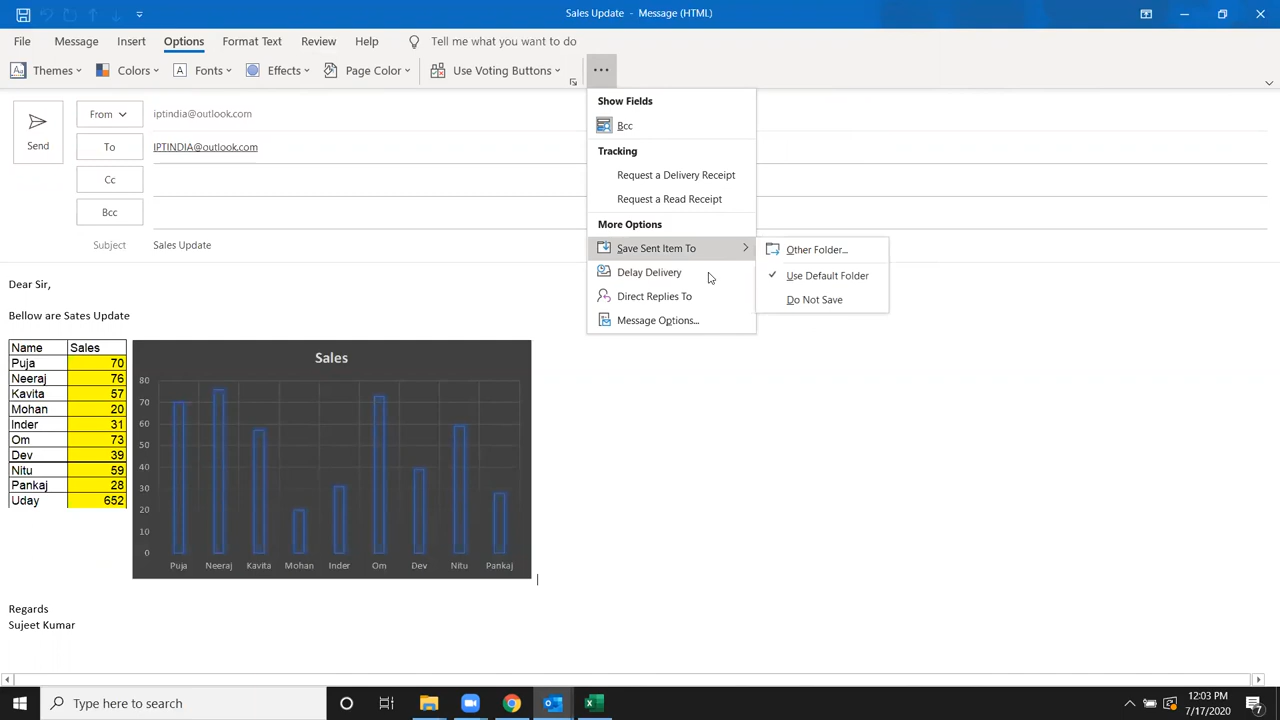 Sales Update - Message (HTML)
File Message Insert Options Format Text Review Help Tell me what you want to do
Themes Colors Fonts Effects Page Color Use Voting Buttons
Show Fields
Bcc
Tracking
Request a Delivery Receipt
Request a Read Receipt
More Options
Save Sent Item To
Delay Delivery
Direct Replies To
Message Options...
Other Folder...
Use Default Folder
Do Not Save
Send
From iptindia@outlook.com
To IPTINDIA@outlook.com
Cc
Bcc
Subject Sales Update
Dear Sir,
Bellow are Sates Update
Name Sales
Puja 70
Neeraj 76
Kavita 57
Mohan 20
Inder 31
Om 73
Dev 39
Nitu 59
Pankaj 28
Uday 652
Sales
80
70
60
50
40
30
20
10
0
Puja Neeraj Kavita Mohan Inder Om Dev Nitu Pankaj
Regards
Sujeet Kumar
Type here to search
12:03 PM
7/17/2020
7